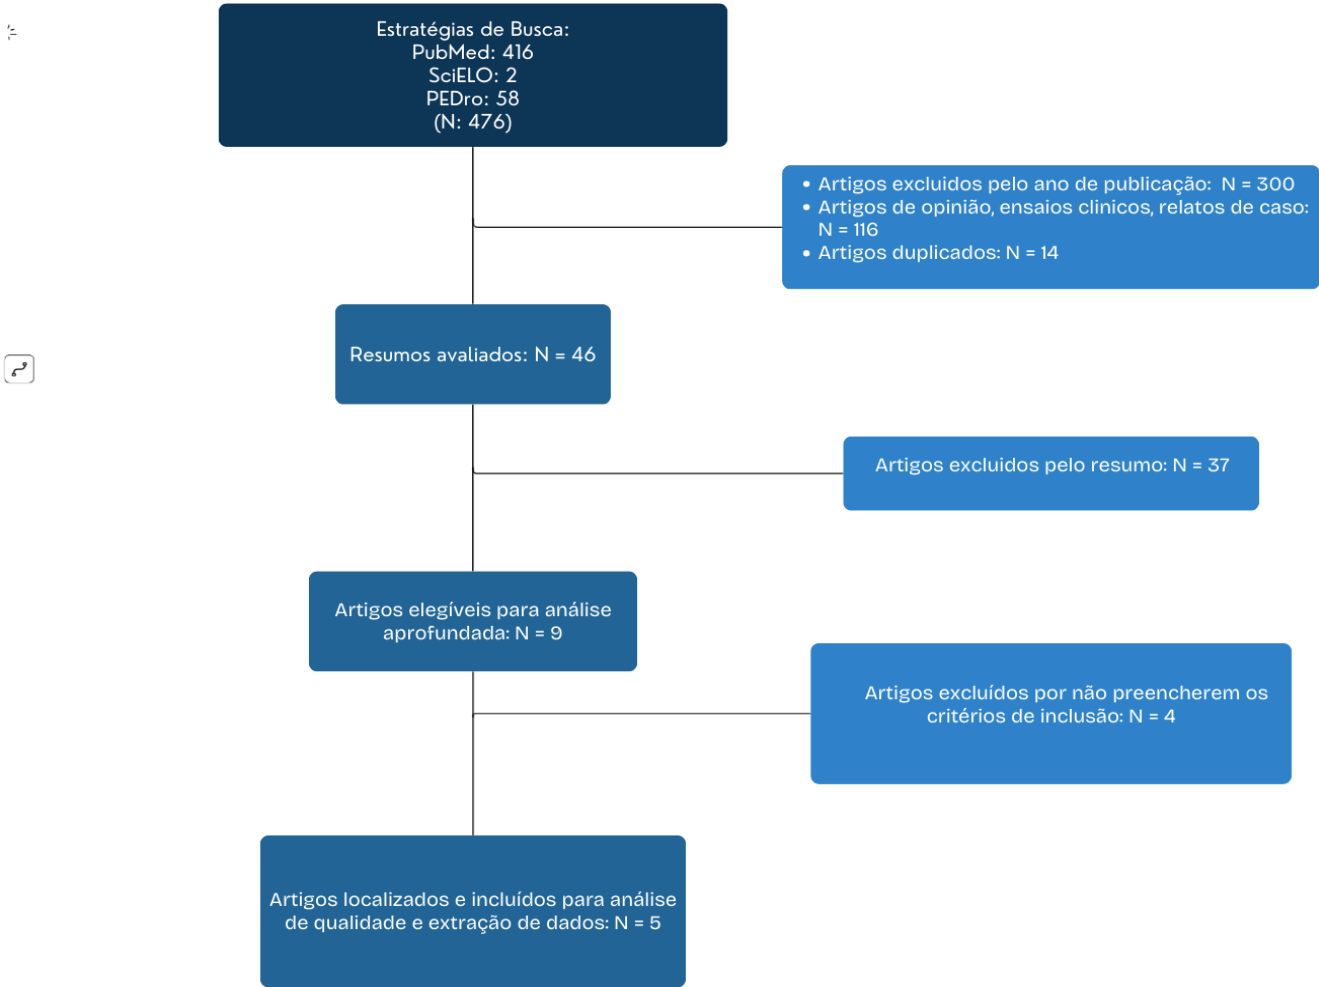 Estratégias de Busca:
PubMed: 416
SciELO: 2
PEDro: 58
(N: 476)
• Artigos excluidos pelo ano de publicação: N = 300
• Artigos de opinião, ensaios clinicos, relatos de caso:
N = 116
• Artigos duplicados: N = 14
Resumos avaliados: N = 46
Artigos excluidos pelo resumo: N = 37
Artigos elegíveis para análise
aprofundada: N = 9
Artigos excluídos por não preencherem os
critérios de inclusão: N = 4
Artigos localizados e incluídos para análise
de qualidade e extração de dados: N = 5